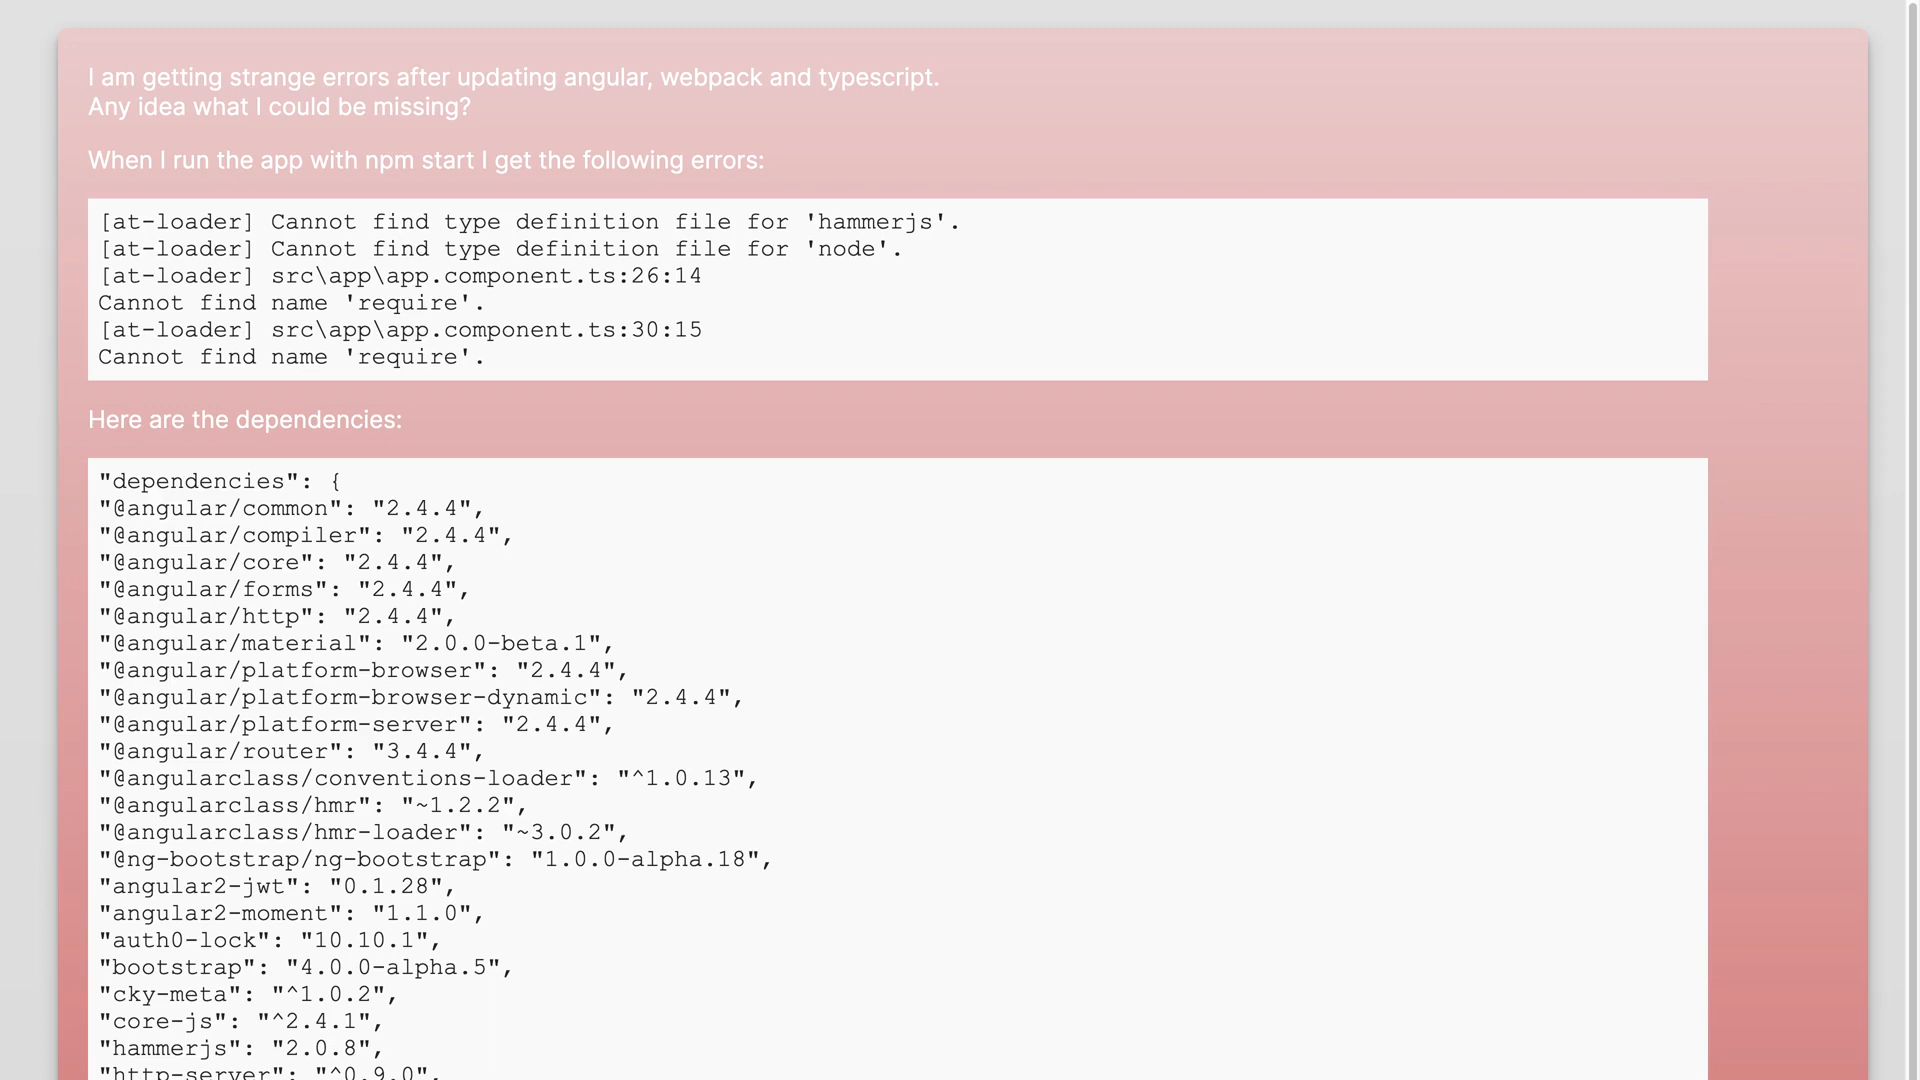 I am getting strange errors after updating angular, webpack and typescript.
Any idea what I could be missing?
When I run the app with npm start I get the following errors:
[at-loader] Cannot find type definition file for 'hammerjs'.
[at-loader] Cannot find type definition file for 'node'.
[at-loader] src\app\app.component.ts:26:14
Cannot find name 'require'.
[at-loader] src\app\app.component.ts:30:15
Cannot find name 'require'.
Here are the dependencies:
"dependencies": {
"@angular/common": "2.4.4",
"@angular/compiler": "2.4.4",
"@angular/core": "2.4.4",
"@angular/forms": "2.4.4",
"@angular/http": "2.4.4",
"@angular/material": "2.0.0-beta.1",
"@angular/platform-browser": "2.4.4",
"@angular/platform-browser-dynamic": "2.4.4",
"@angular/platform-server": "2.4.4",
"@angular/router": "3.4.4",
"@angularclass/conventions-loader": "^1.0.13",
"@angularclass/hmr": "~1.2.2",
"@angularclass/hmr-loader": "~3.0.2",
"@ng-bootstrap/ng-bootstrap": "1.0.0-alpha.18",
"angular2-jwt": "0.1.28",
"angular2-moment": "1.1.0",
"auth0-lock": "10.10.1",
"bootstrap": "4.0.0-alpha.5",
"cky-meta": "^1.0.2",
"core-js": "^2.4.1",
"hammerjs": "2.0.8",
"http-server": "^0.9.0",